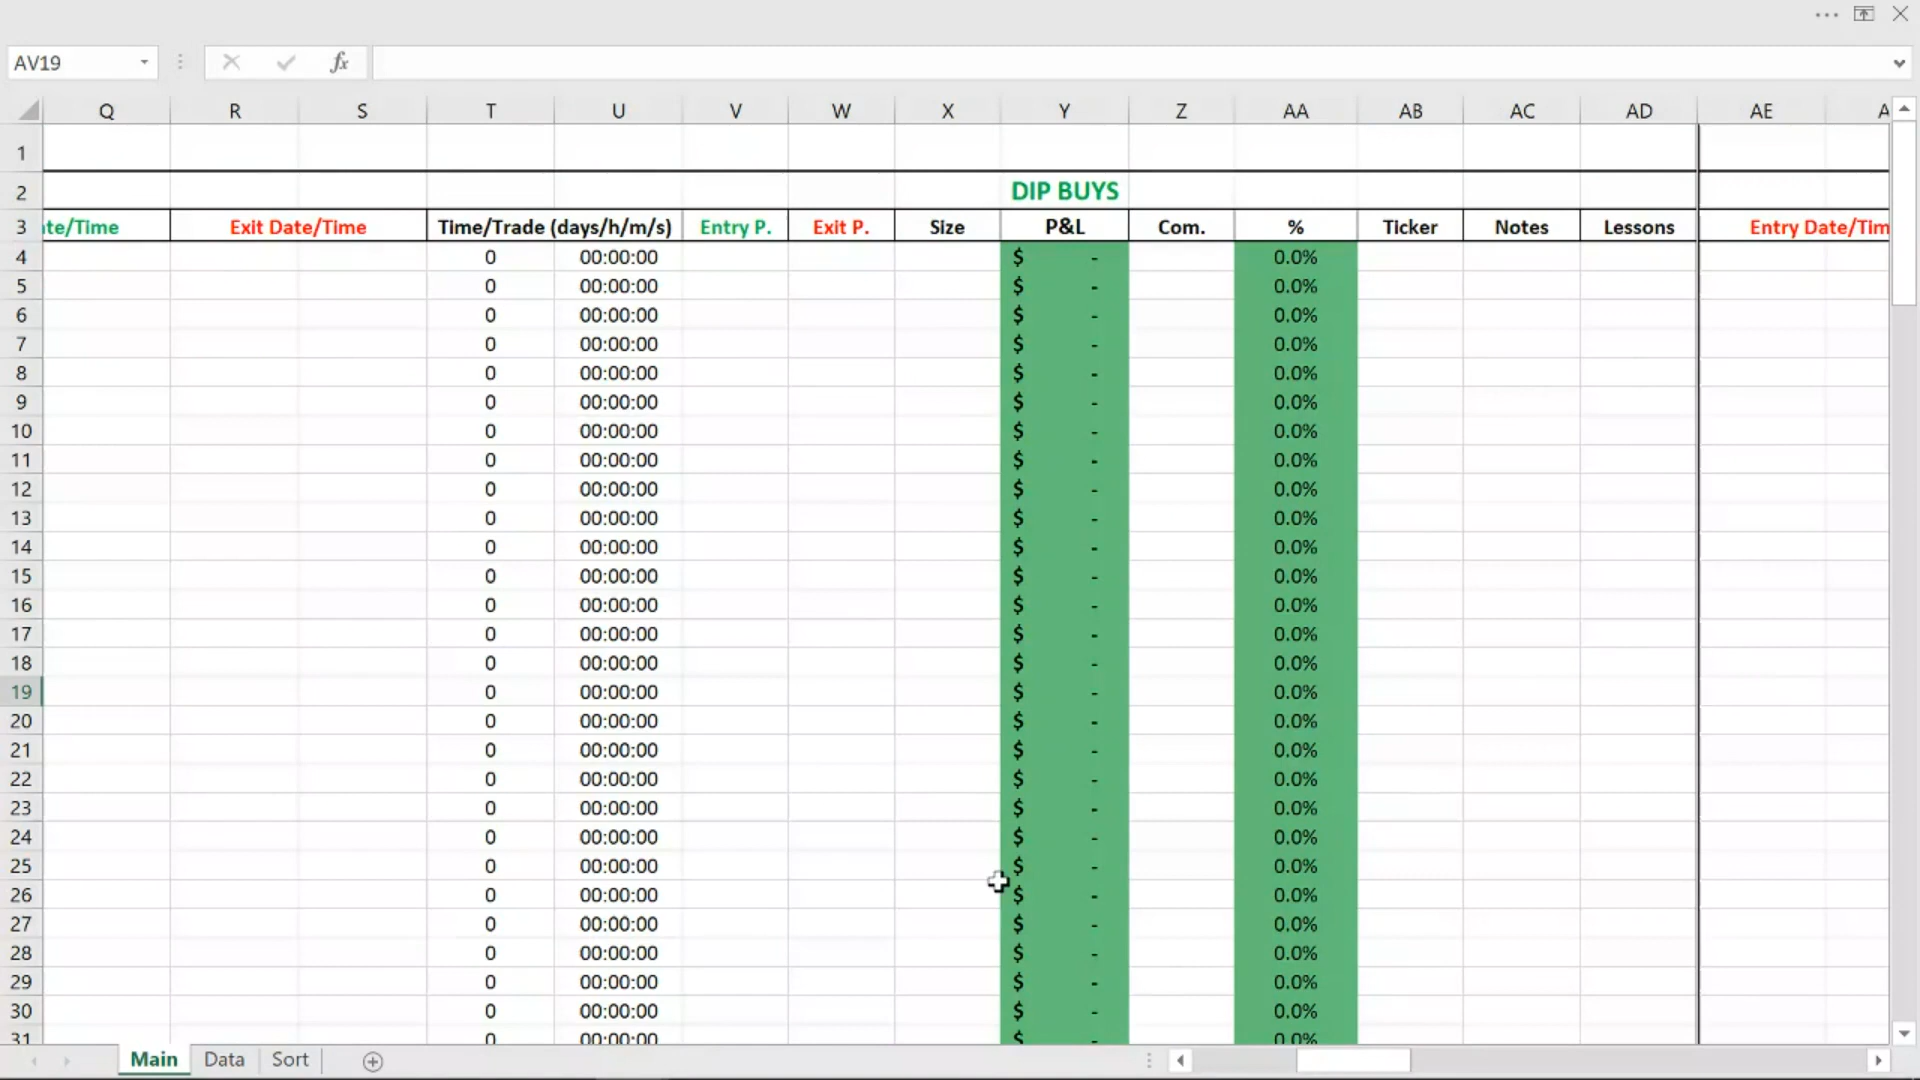 AV19 fx
Q R S T U V W X Y Z AA AB AC AD AE A
1
2 DIP BUYS
3 te/Time Exit Date/Time Time/Trade (days/h/m/s) Entry P. Exit P. Size P&L Com. % Ticker Notes Lessons Entry Date/Tim
4 0 00:00:00 $ - 0.0%
5 0 00:00:00 $ - 0.0%
6 0 00:00:00 $ - 0.0%
7 0 00:00:00 $ - 0.0%
8 0 00:00:00 $ - 0.0%
9 0 00:00:00 $ - 0.0%
10 0 00:00:00 $ - 0.0%
11 0 00:00:00 $ - 0.0%
12 0 00:00:00 $ - 0.0%
13 0 00:00:00 $ - 0.0%
14 0 00:00:00 $ - 0.0%
15 0 00:00:00 $ - 0.0%
16 0 00:00:00 $ - 0.0%
17 0 00:00:00 $ - 0.0%
18 0 00:00:00 $ - 0.0%
19 0 00:00:00 $ - 0.0%
20 0 00:00:00 $ - 0.0%
21 0 00:00:00 $ - 0.0%
22 0 00:00:00 $ - 0.0%
23 0 00:00:00 $ - 0.0%
24 0 00:00:00 $ - 0.0%
25 0 00:00:00 $ - 0.0%
26 0 00:00:00 $ - 0.0%
27 0 00:00:00 $ - 0.0%
28 0 00:00:00 $ - 0.0%
29 0 00:00:00 $ - 0.0%
30 0 00:00:00 $ - 0.0%
31 0 00:00:00 $ - 0.0%
Main Data Sort